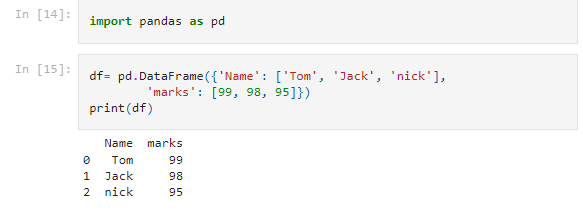 In [14]: import pandas as pd
In [15]: df= pd.DataFrame({'Name': ['Tom', 'Jack', 'nick'],
        'marks': [99, 98, 95]})
print(df)
   Name  marks
0   Tom     99
1  Jack     98
2  nick     95